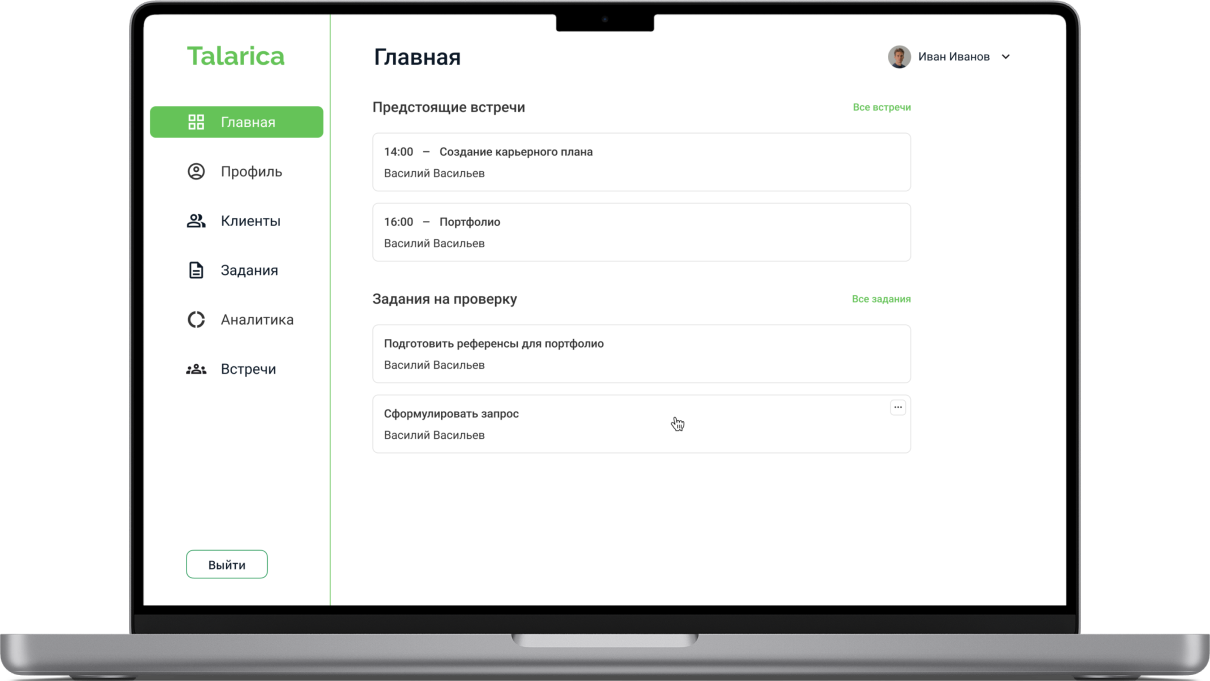 Talarica
Главная
Профиль
Клиенты
Задания
Аналитика
Встречи
Выйти
Главная
Иван Иванов
Предстоящие встречи
Все встречи
14:00 – Создание карьерного плана
Василий Васильев
16:00 – Портфолио
Василий Васильев
Задания на проверку
Все задания
Подготовить референсы для портфолио
Василий Васильев
Сформулировать запрос
Василий Васильев